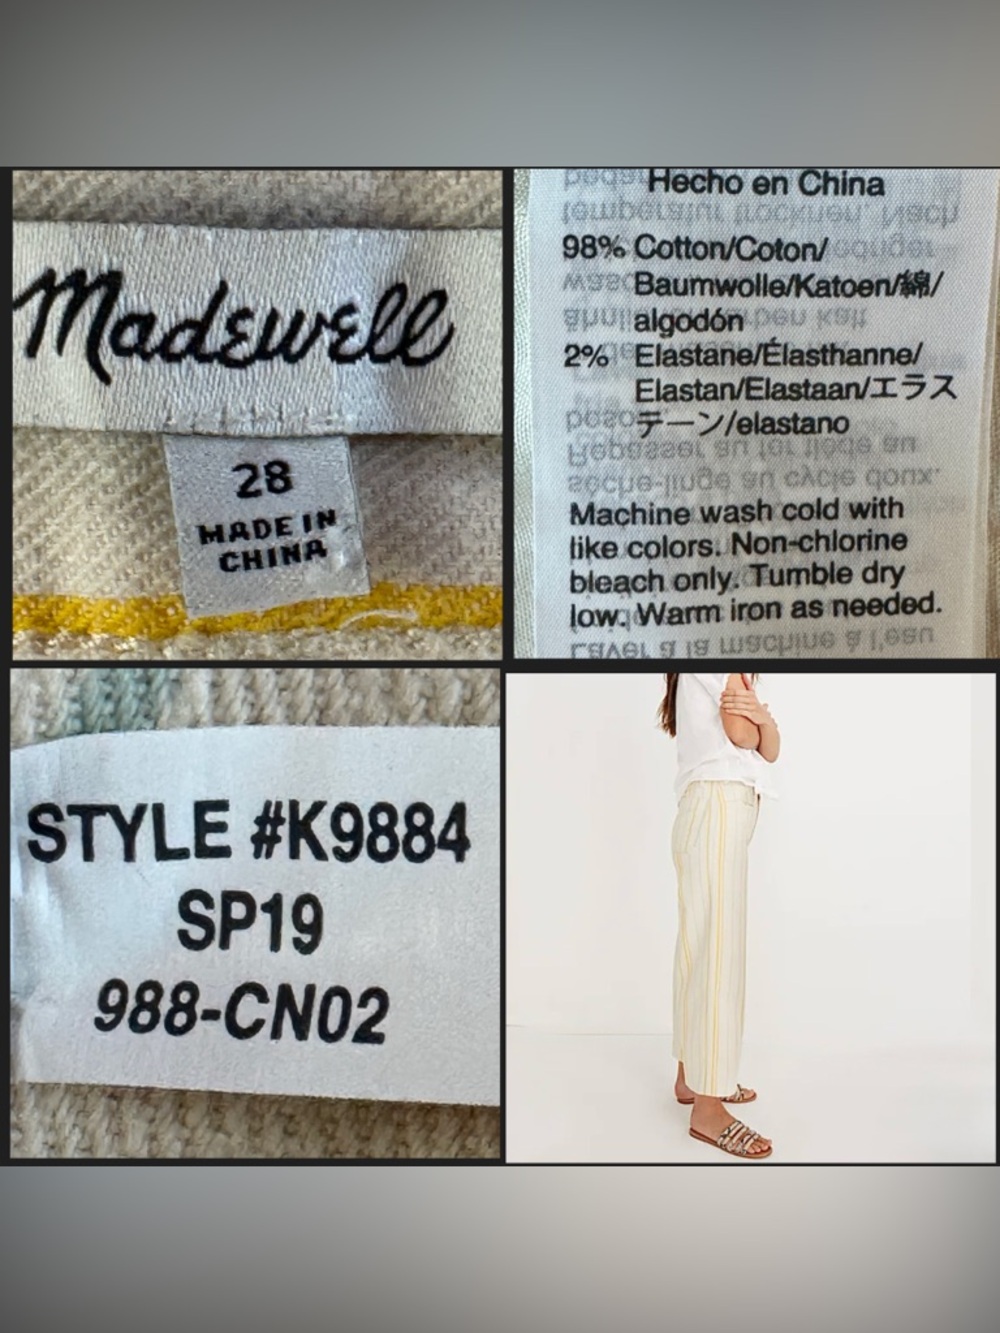 Madewell
28
MADE IN
CHINA
Hecho en China
98% Cotton/Coton/
Baumwolle/Katoen/綿/
algodón
2% Elastane/Élasthanne/
Elastan/Elastaan/エラス
テーン/elastano
Machine wash cold with
like colors. Non-chlorine
bleach only. Tumble dry
low. Warm iron as needed.
STYLE #K9884
SP19
988-CN02